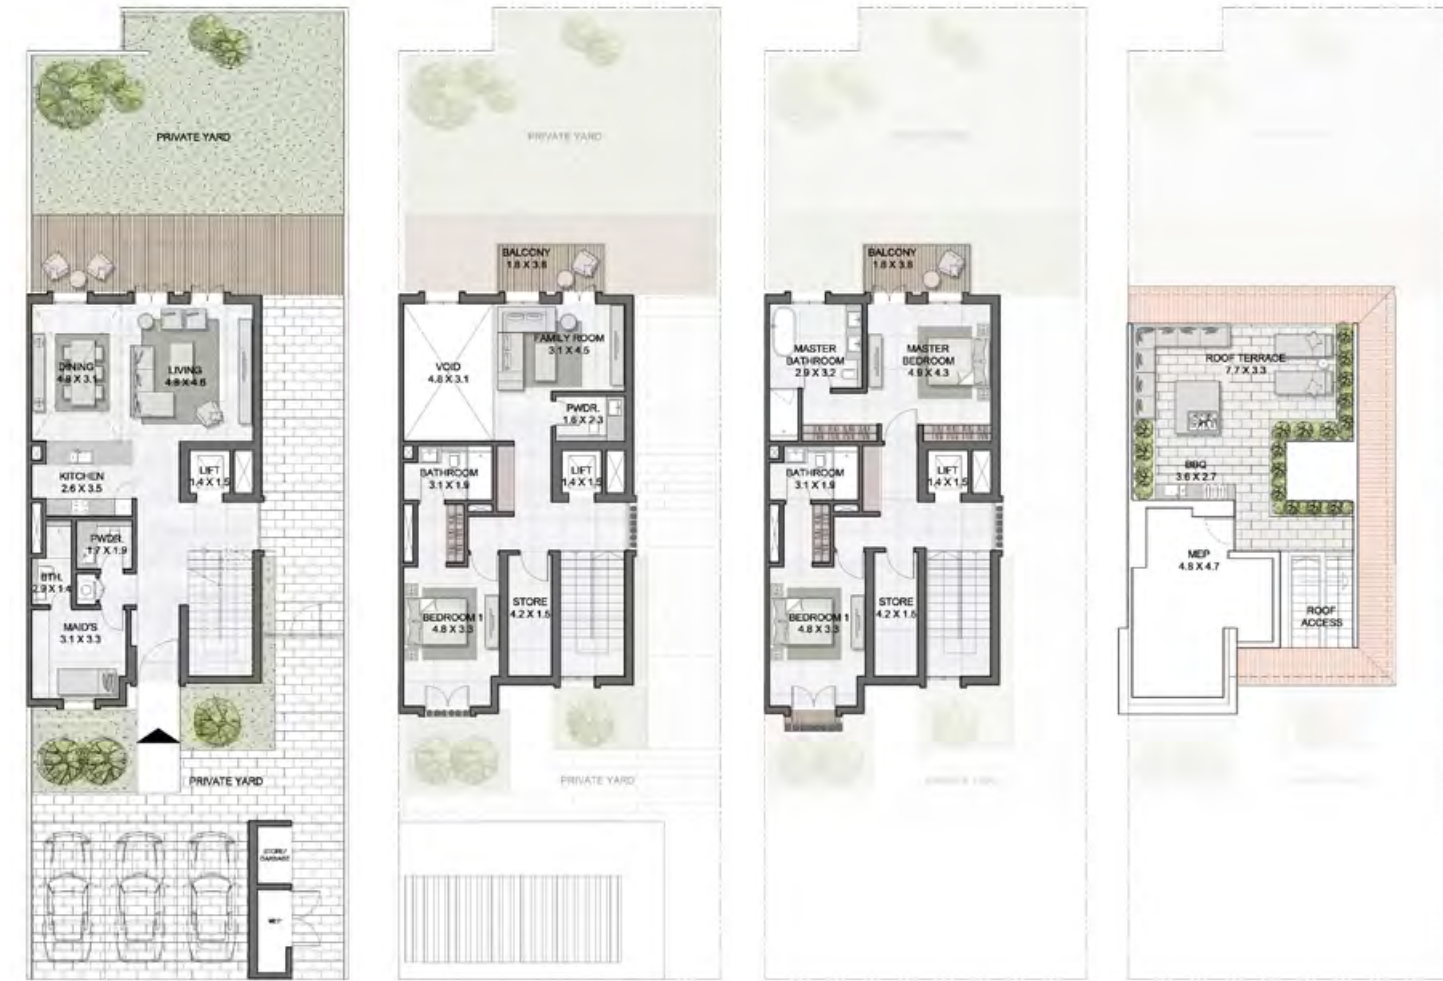 PRIVATE YARD
DINING
4.8 X 3.1
LIVING
4.8 X 4.6
KITCHEN
2.6 X 3.5
LIFT
1.4 X 1.5
PWDR.
1.7 X 1.9
BTH.
2.9 X 1.4
MAID'S
3.1 X 3.3
PRIVATE YARD
STORE/
GARBAGE
PRIVATE YARD
BALCONY
1.8 X 3.8
FAMILY ROOM
3.1 X 4.5
VOID
4.8 X 3.1
PWDR.
1.6 X 2.3
BATHROOM
3.1 X 1.9
LIFT
1.4 X 1.5
BEDROOM 1
4.8 X 3.3
STORE
4.2 X 1.5
PRIVATE YARD
BALCONY
1.8 X 3.8
MASTER
BATHROOM
2.9 X 3.2
MASTER
BEDROOM
4.9 X 4.3
BATHROOM
3.1 X 1.9
LIFT
1.4 X 1.5
BEDROOM 1
4.8 X 3.3
STORE
4.2 X 1.5
PRIVATE YARD
ROOF TERRACE
7.7 X 3.3
BBQ
3.6 X 2.7
MEP
4.8 X 4.7
ROOF
ACCESS